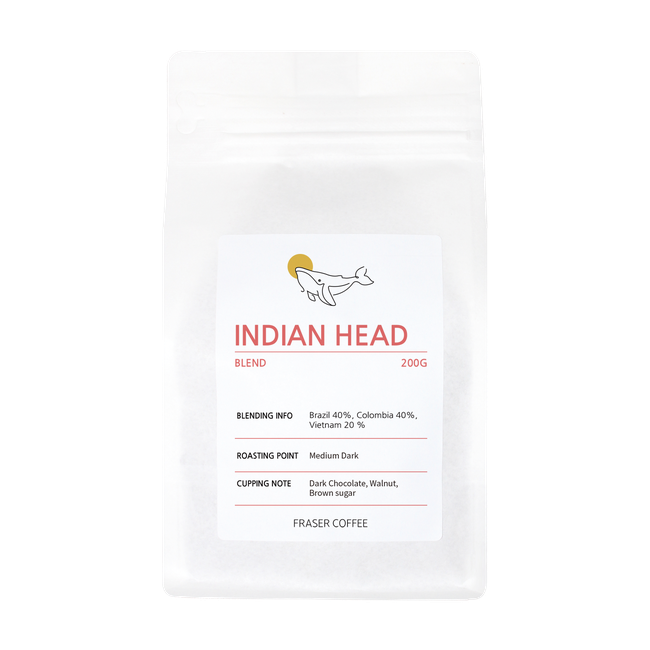 INDIAN HEAD
BLEND 200G
BLENDING INFO Brazil 40%, Colombia 40%,
Vietnam 20 %
ROASTING POINT Medium Dark
CUPPING NOTE Dark Chocolate, Walnut,
Brown sugar
FRASER COFFEE